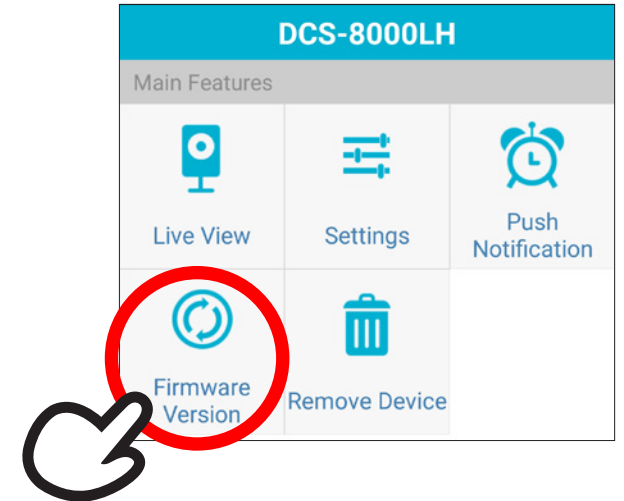 DCS-8000LH
Main Features
Live View
Settings
Push
Notification
Firmware
Version
Remove Device